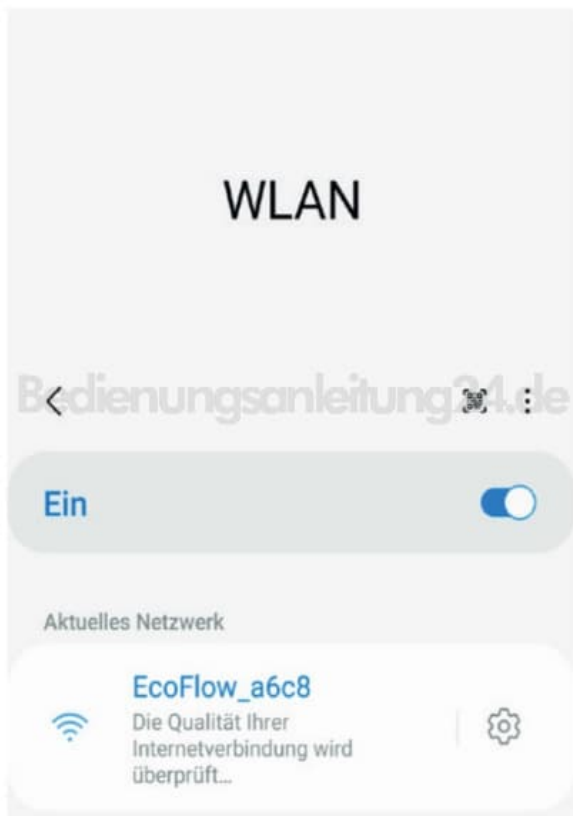 WLAN
Bedienungsanleitung24.de
Ein
Aktuelles Netzwerk
EcoFlow_a6c8
Die Qualität Ihrer
Internetverbindung wird
überprüft...